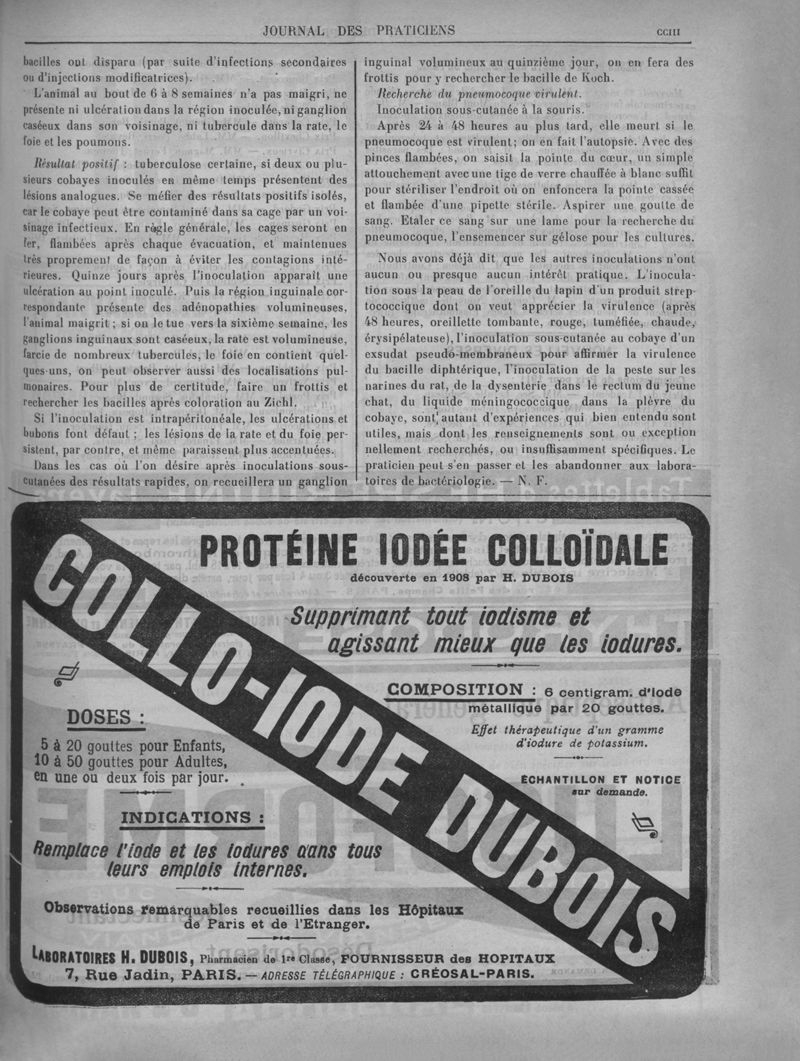 JOURNAL DES PRATICIENS
CCIII
bacilles out disparu (par suite d'infections secondaires
ou d'injections modificatrices).
L'animal au bout de 6 à 8 semaines n'a pas maigri, ne
présente ni ulcération dans la région inoculée, ni ganglion
caséeux dans son voisinage, ni tubercule dans la rate, le
foie et les poumons.
Résultat positif : tuberculose certaine, si deux ou plu-
sieurs cobayes inoculés en même temps présentent des
lésions analogues. Se méfier des résultats positifs isolés,
car le cobaye peut être contaminé dans sa cage par un voi-
sinage infectieux. En règle générale, les cages seront en
fer, flambées après chaque évacuation, et maintenues
très proprement de façon à éviter les contagions inté-
rieures. Quinze jours après l'inoculation apparaît une
ulcération au point inoculé. Puis la région inguinale cor-
respondante présente des adénopathies volumineuses,
l'animal maigrit ; si on le tue vers la sixième semaine, les
ganglions inguinaux sont caséeux, la rate est volumineuse,
farcie de nombreux tubercules, le foie en contient quel-
ques-uns, on peut observer aussi des localisations pul-
monaires. Pour plus de certitude, faire un frottis et
rechercher les bacilles après coloration au Ziehl.
Si l'inoculation est intrapéritonéale, les ulcérations et
bubons font défaut ; les lésions de la rate et du foie per-
sistent, par contre, et même paraissent plus accentuées.
Dans les cas où l'on désire après inoculations sous-
cutanées des résultats rapides, on recueillera un ganglion
inguinal volumineux au quinzième jour, on en fera des
frottis pour y rechercher le bacille de Koch.
Recherche du pneumocoque virulent.
Inoculation sous-cutanée à la souris.
Après 24 à 48 heures au plus tard, elle meurt si le
pneumocoque est virulent; on en fait l'autopsie. Avec des
pinces flambées, on saisit la pointe du cœur, un simple
attouchement avec une tige de verre chauffée à blanc suffit
pour stériliser l'endroit où on enfoncera la pointe cassée
et flambée d'une pipette stérile. Aspirer une goutte de
sang. Etaler ce sang sur une lame pour la recherche du
pneumocoque, l'ensemencer sur gélose pour les cultures.
Nous avons déjà dit que les autres inoculations n'ont
aucun ou presque aucun intérêt pratique. L'inocula-
tion sous la peau de l'oreille du lapin d'un produit strep-
tococcique dont on veut apprécier la virulence (après
48 heures, oreillette tombante, rouge, tuméfiée, chaude,
érysipélateuse), l'inoculation sous-cutanée au cobaye d'un
exsudat pseudo-membraneux pour affirmer la virulence
du bacille diphtérique, l'inoculation de la peste sur les
narines du rat, de la dysenterie dans le rectum du jeune
chat, du liquide méningococcique dans la plèvre du
cobaye, sont autant d'expériences qui bien entendu sont
utiles, mais dont les renseignements sont ou exception
nellement recherchés, ou insuffisamment spécifiques. Le
praticien peut s'en passer et les abandonner aux labora-
toires de bactériologie. — N. F.
PROTÉINE IODÉE COLLOÏDALE
découverte en 1908 par H. DUBOIS
COLLO-IODE DUBOIS
Supprimant tout iodisme et
agissant mieux que les iodures.
COMPOSITION : 6 centigram. d'Iode
métallique par 20 gouttes.
Effet thérapeutique d'un gramme
d'iodure de potassium.
ÉCHANTILLON ET NOTICE
sur demande.
DOSES :
5 à 20 gouttes pour Enfants,
10 à 50 gouttes pour Adultes,
en une ou deux fois par jour.
INDICATIONS :
Remplace l'iode et les iodures dans tous
leurs emplois internes.
Observations remarquables recueillies dans les Hôpitaux
de Paris et de l'Etranger.
LABORATOIRES H. DUBOIS, Pharmacien de 1re Classe, FOURNISSEUR des HOPITAUX
7, Rue Jadin, PARIS. — ADRESSE TÉLÉGRAPHIQUE : CRÉOSAL-PARIS.